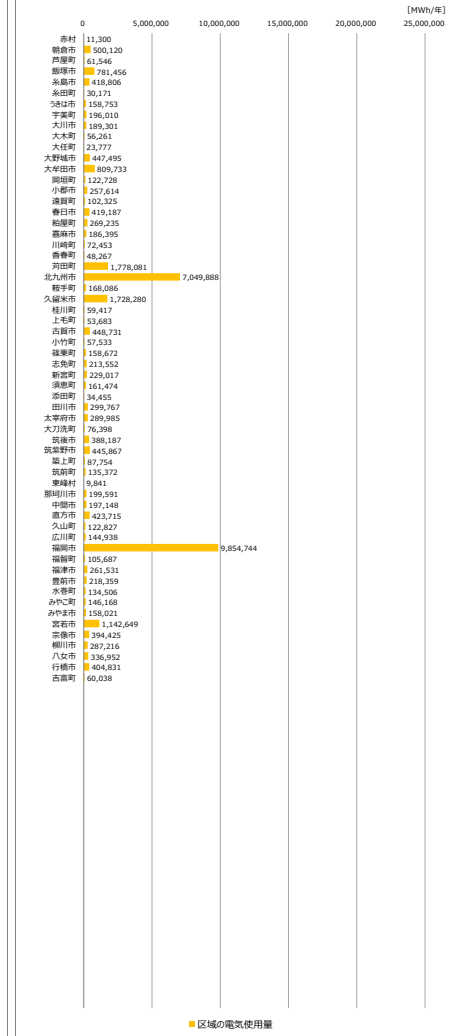 [MWh/年]
0 5,000,000 10,000,000 15,000,000 20,000,000 25,000,000
赤村 11,300
朝倉市 500,120
芦屋町 61,546
飯塚市 781,456
糸島市 418,806
糸田町 30,171
うきは市 158,753
宇美町 196,010
大川市 189,301
大木町 56,261
大任町 23,777
大野城市 447,495
大牟田市 809,733
岡垣町 122,728
小郡市 257,614
遠賀町 102,325
春日市 419,187
粕屋町 269,235
嘉麻市 186,395
川崎町 72,453
香春町 48,267
苅田町 1,778,081
北九州市 7,049,888
鞍手町 168,086
久留米市 1,728,280
桂川町 59,417
上毛町 53,683
古賀市 448,731
小竹町 57,533
篠栗町 158,672
志免町 213,552
新宮町 229,017
須恵町 161,474
添田町 34,455
田川市 299,767
太宰府市 289,985
大刀洗町 76,398
筑後市 388,187
筑紫野市 445,867
築上町 87,754
筑前町 135,372
東峰村 9,841
那珂川市 199,591
中間市 197,148
直方市 423,715
久山町 122,827
広川町 144,938
福岡市 9,854,744
福智町 105,687
福津市 261,531
豊前市 218,359
水巻町 134,506
みやこ町 146,168
みやま市 158,021
宮若市 1,142,649
宗像市 394,425
柳川市 287,216
八女市 336,952
行橋市 404,831
吉富町 60,038
区域の電気使用量